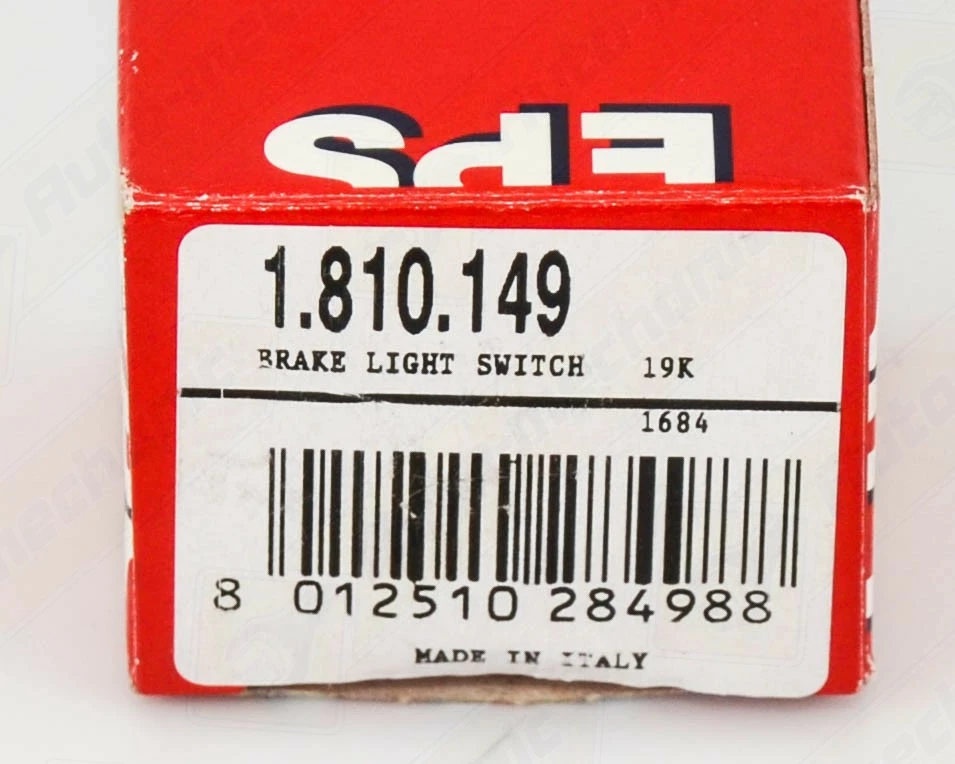 EPS
1.810.149
BRAKE LIGHT SWITCH 19K
1684
8 012510 284988
MADE IN ITALY